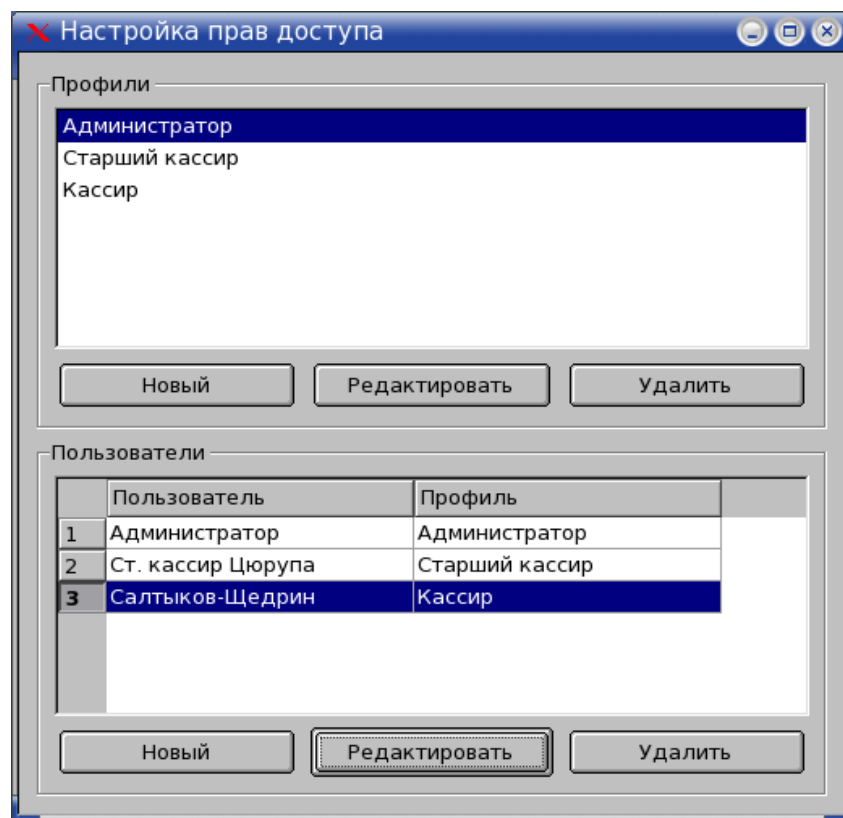 Настройка прав доступа
Профили
Администратор
Старший кассир
Кассир
Новый Редактировать Удалить
Пользователи
Пользователь Профиль
1 Администратор Администратор
2 Ст. кассир Цюрупа Старший кассир
3 Салтыков-Щедрин Кассир
Новый Редактировать Удалить